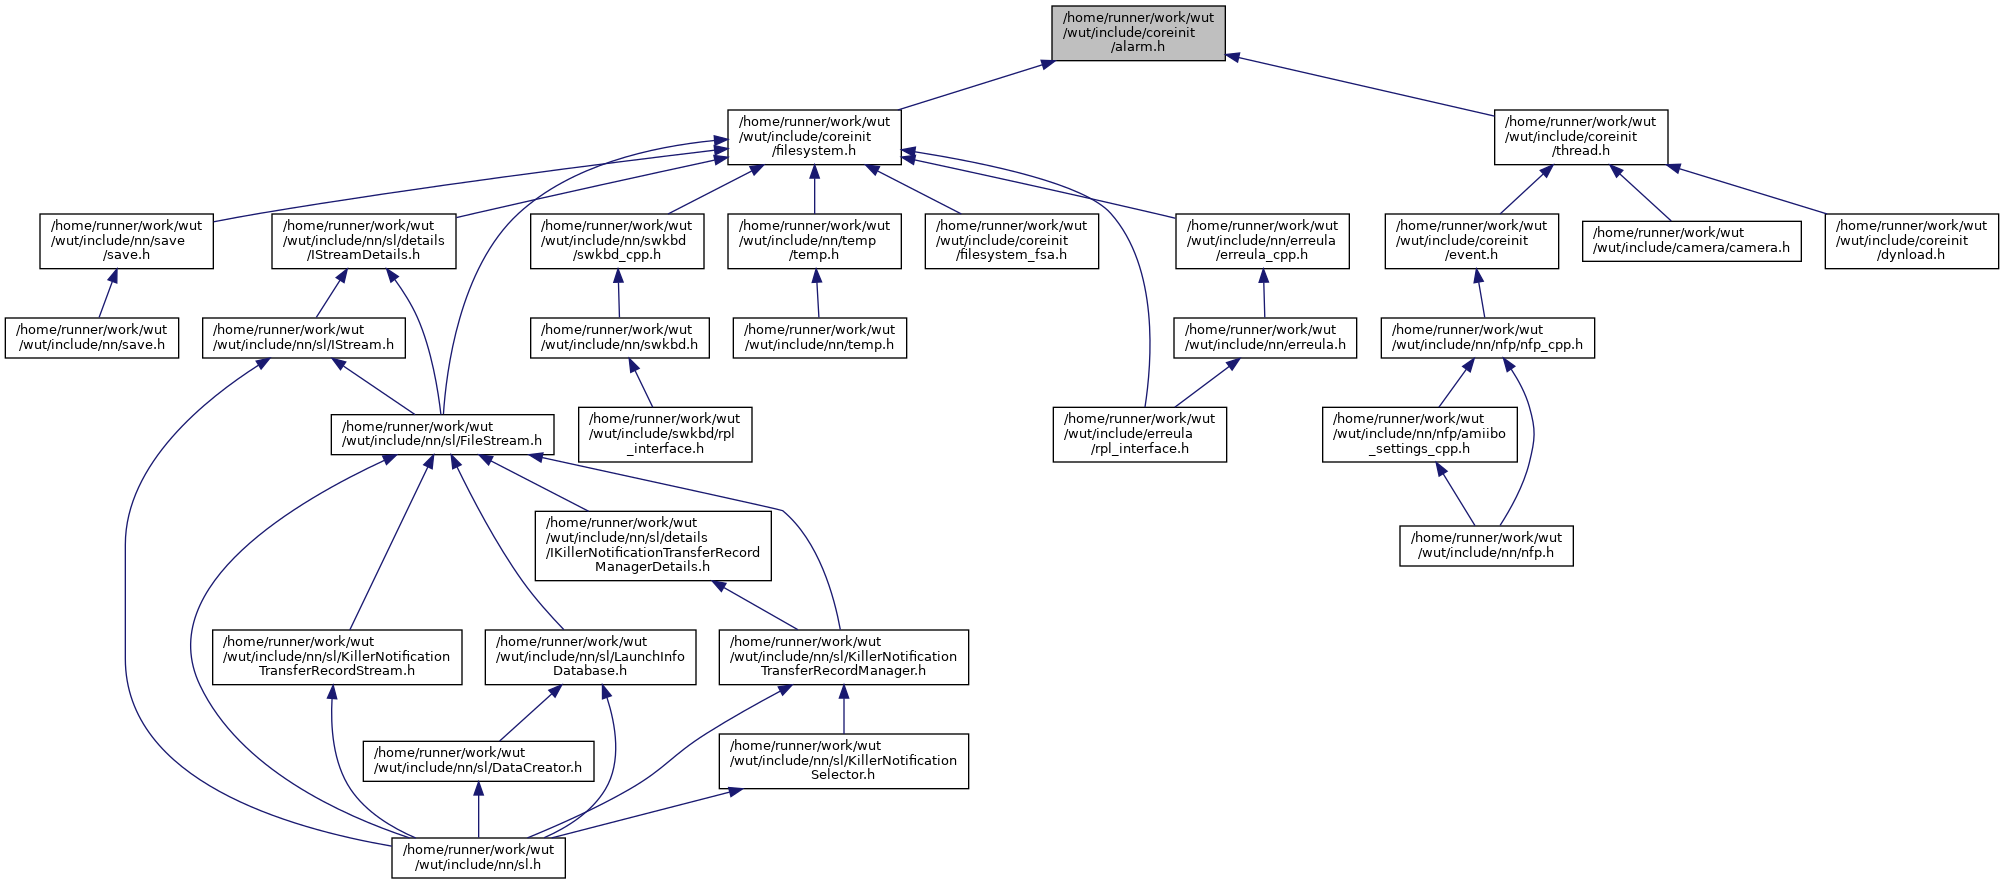 /home/runner/work/wut
/wut/include/coreinit
/alarm.h
/home/runner/work/wut
/wut/include/coreinit
/filesystem.h
/home/runner/work/wut
/wut/include/coreinit
/thread.h
/home/runner/work/wut
/wut/include/nn/save
/save.h
/home/runner/work/wut
/wut/include/nn/sl/details
/IStreamDetails.h
/home/runner/work/wut
/wut/include/nn/swkbd
/swkbd_cpp.h
/home/runner/work/wut
/wut/include/nn/temp
/temp.h
/home/runner/work/wut
/wut/include/coreinit
/filesystem_fsa.h
/home/runner/work/wut
/wut/include/nn/erreula
/erreula_cpp.h
/home/runner/work/wut
/wut/include/coreinit
/event.h
/home/runner/work/wut
/wut/include/camera/camera.h
/home/runner/work/wut
/wut/include/coreinit
/dynload.h
/home/runner/work/wut
/wut/include/nn/save.h
/home/runner/work/wut
/wut/include/nn/sl/IStream.h
/home/runner/work/wut
/wut/include/nn/swkbd.h
/home/runner/work/wut
/wut/include/nn/temp.h
/home/runner/work/wut
/wut/include/nn/erreula.h
/home/runner/work/wut
/wut/include/nn/nfp/nfp_cpp.h
/home/runner/work/wut
/wut/include/nn/sl/FileStream.h
/home/runner/work/wut
/wut/include/swkbd/rpl
_interface.h
/home/runner/work/wut
/wut/include/erreula
/rpl_interface.h
/home/runner/work/wut
/wut/include/nn/nfp/amiibo
_settings_cpp.h
/home/runner/work/wut
/wut/include/nn/sl/details
/IKillerNotificationTransferRecord
ManagerDetails.h
/home/runner/work/wut
/wut/include/nn/nfp.h
/home/runner/work/wut
/wut/include/nn/sl/KillerNotification
TransferRecordStream.h
/home/runner/work/wut
/wut/include/nn/sl/LaunchInfo
Database.h
/home/runner/work/wut
/wut/include/nn/sl/KillerNotification
TransferRecordManager.h
/home/runner/work/wut
/wut/include/nn/sl/DataCreator.h
/home/runner/work/wut
/wut/include/nn/sl/KillerNotification
Selector.h
/home/runner/work/wut
/wut/include/nn/sl.h